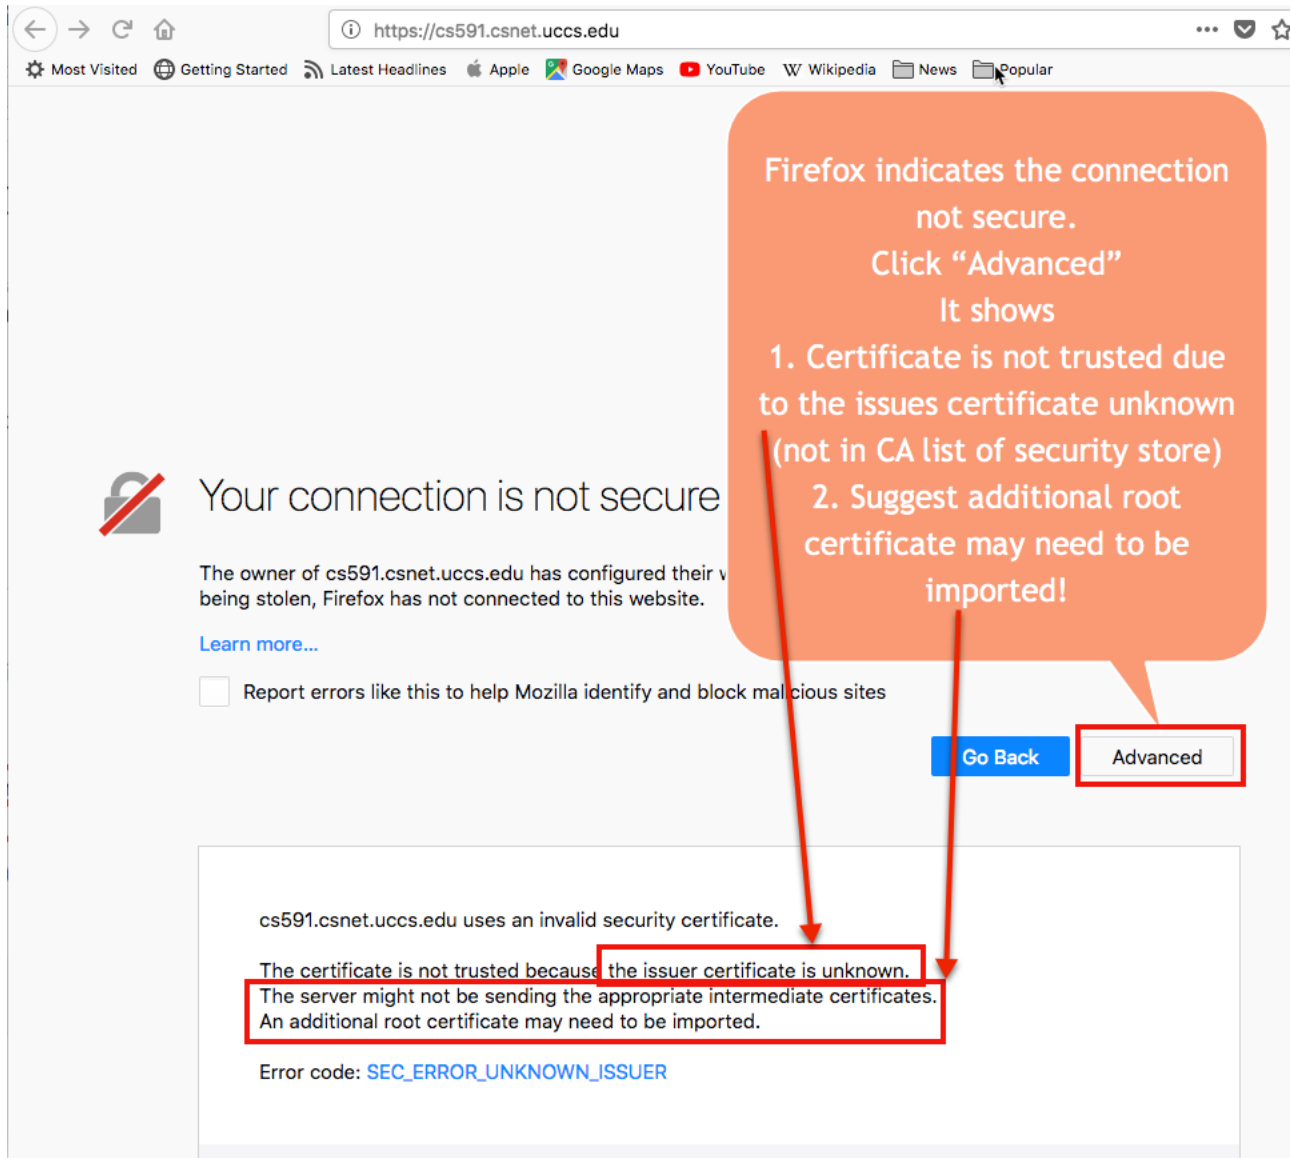 https://cs591.csnet.uccs.edu
Most Visited Getting Started Latest Headlines Apple Google Maps YouTube Wikipedia News Popular
Firefox indicates the connection
not secure.
Click “Advanced”
It shows
1. Certificate is not trusted due
to the issues certificate unknown
(not in CA list of security store)
2. Suggest additional root
certificate may need to be
imported!
Your connection is not secure
The owner of cs591.csnet.uccs.edu has configured their
being stolen, Firefox has not connected to this website.
Learn more...
Report errors like this to help Mozilla identify and block malicious sites
Go Back Advanced
cs591.csnet.uccs.edu uses an invalid security certificate.
The certificate is not trusted because the issuer certificate is unknown.
The server might not be sending the appropriate intermediate certificates.
An additional root certificate may need to be imported.
Error code: SEC_ERROR_UNKNOWN_ISSUER